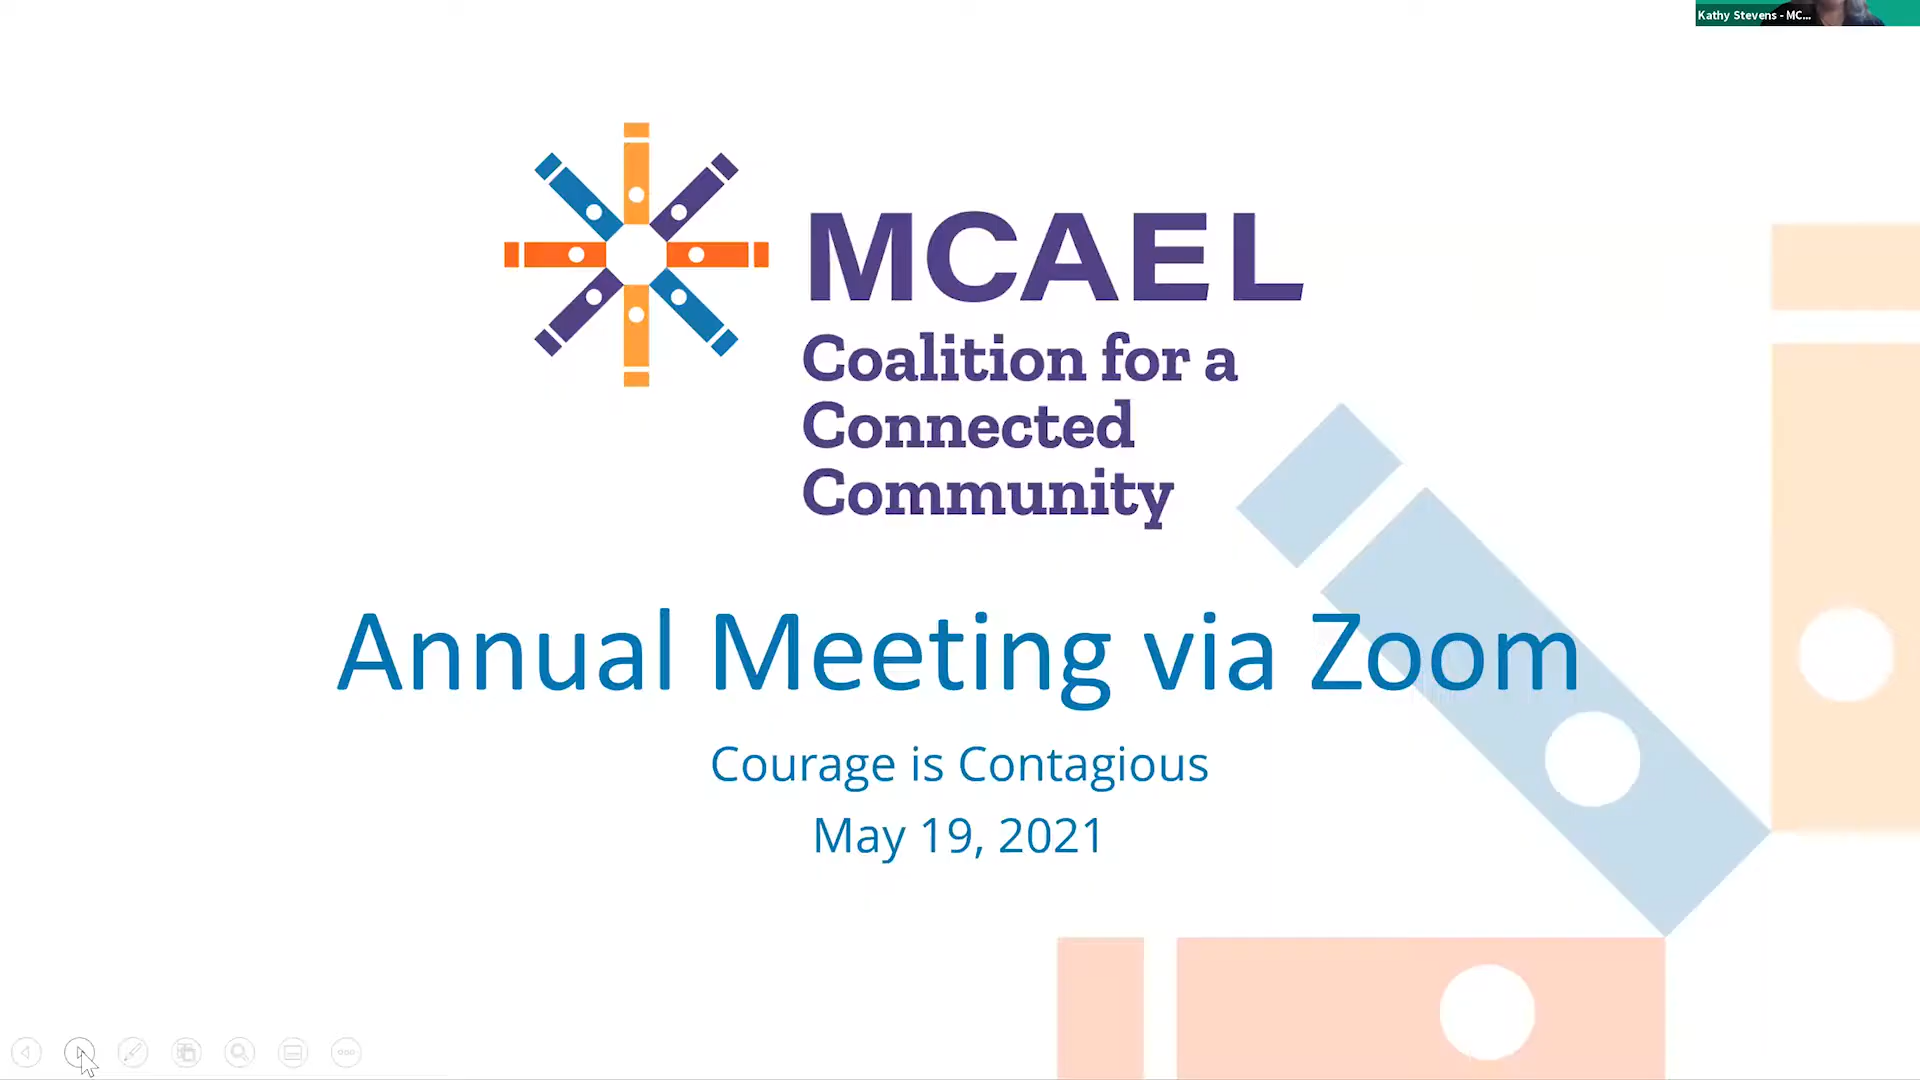 Kathy Stevens - MC...
MCAEL
Coalition for a
Connected
Community
Annual Meeting via Zoom
Courage is Contagious
May 19, 2021